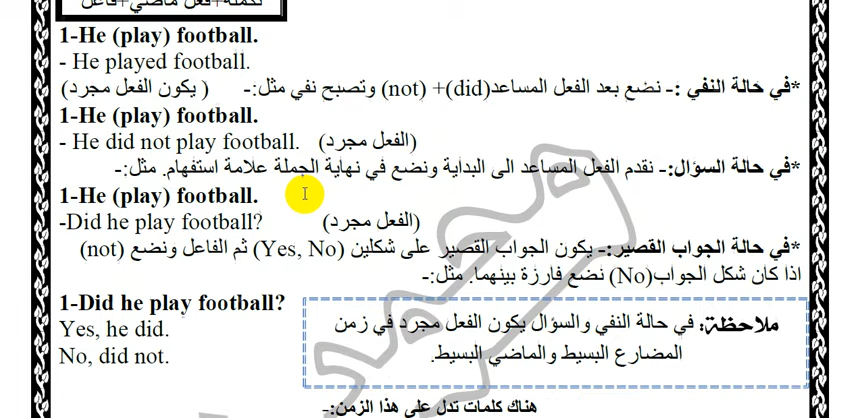 تكملة+فعل ماضي+فاعل
1-He (play) football.
- He played football.
*في حالة النفي :- نضع بعد الفعل المساعد(did)+ (not) وتصبح نفي مثل:- ( يكون الفعل مجرد)
1-He (play) football.
- He did not play football. (الفعل مجرد)
*في حالة السؤال:- نقدم الفعل المساعد الى البداية ونضع في نهاية الجملة علامة استفهام. مثل:-
1-He (play) football.
-Did he play football? (الفعل مجرد)
*في حالة الجواب القصير:- يكون الجواب القصير على شكلين (Yes, No) ثم الفاعل ونضع (not)
اذا كان شكل الجواب(No) نضع فارزة بينهما. مثل:-
1-Did he play football?
Yes, he did.
No, did not.
ملاحظة: في حالة النفي والسؤال يكون الفعل مجرد في زمن
المضارع البسيط والماضي البسيط.
هناك كلمات تدل على هذا الزمن:-